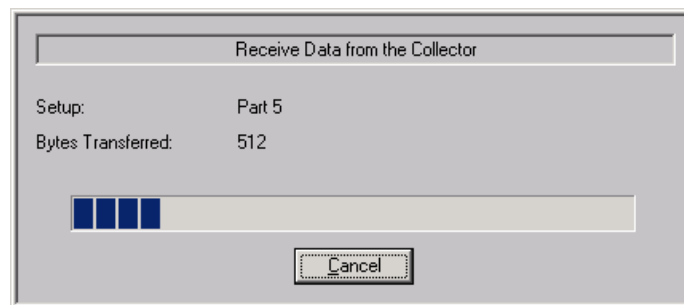 Receive Data from the Collector
Setup: Part 5
Bytes Transferred: 512
Cancel